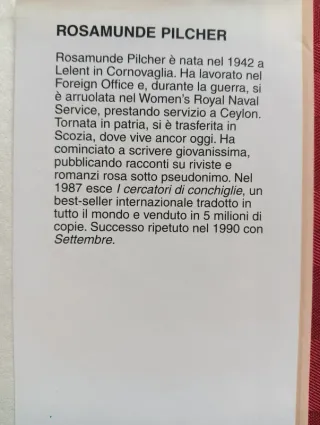 ROSAMUNDE PILCHER
Rosamunde Pilcher è nata nel 1942 a
Lelent in Cornovaglia. Ha lavorato nel
Foreign Office e, durante la guerra, si
è arruolata nel Women's Royal Naval
Service, prestando servizio a Ceylon.
Tornata in patria, si è trasferita in
Scozia, dove vive ancor oggi. Ha
cominciato a scrivere giovanissima,
pubblicando racconti su riviste e
romanzi rosa sotto pseudonimo. Nel
1987 esce I cercatori di conchiglie, un
best-seller internazionale tradotto in
tutto il mondo e venduto in 5 milioni di
copie. Successo ripetuto nel 1990 con
Settembre.